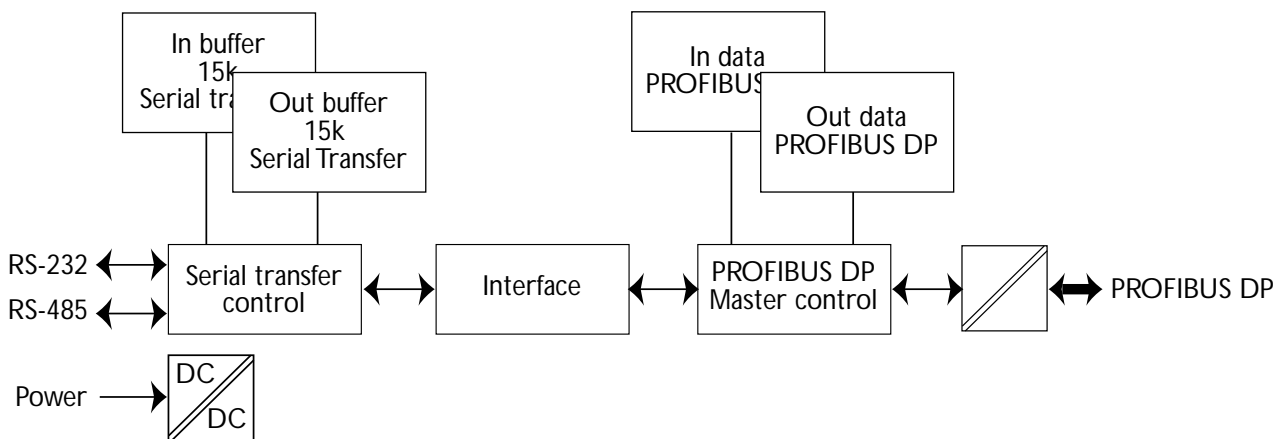 In buffer
15k
Serial tra
Out buffer
15k
Serial Transfer
In data
PROFIBUS
Out data
PROFIBUS DP
RS-232
RS-485
Serial transfer
control
Interface
PROFIBUS DP
Master control
PROFIBUS DP
Power
DC
DC